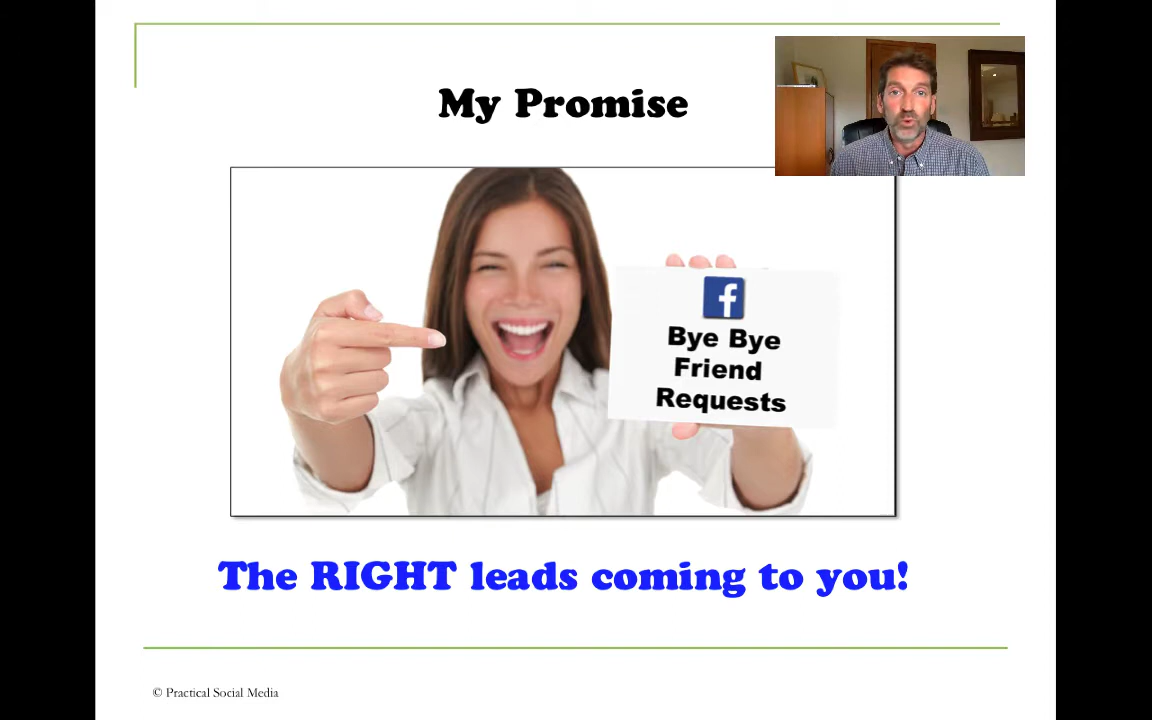 My Promise
f
Bye Bye
Friend
Requests
The RIGHT leads coming to you!
© Practical Social Media